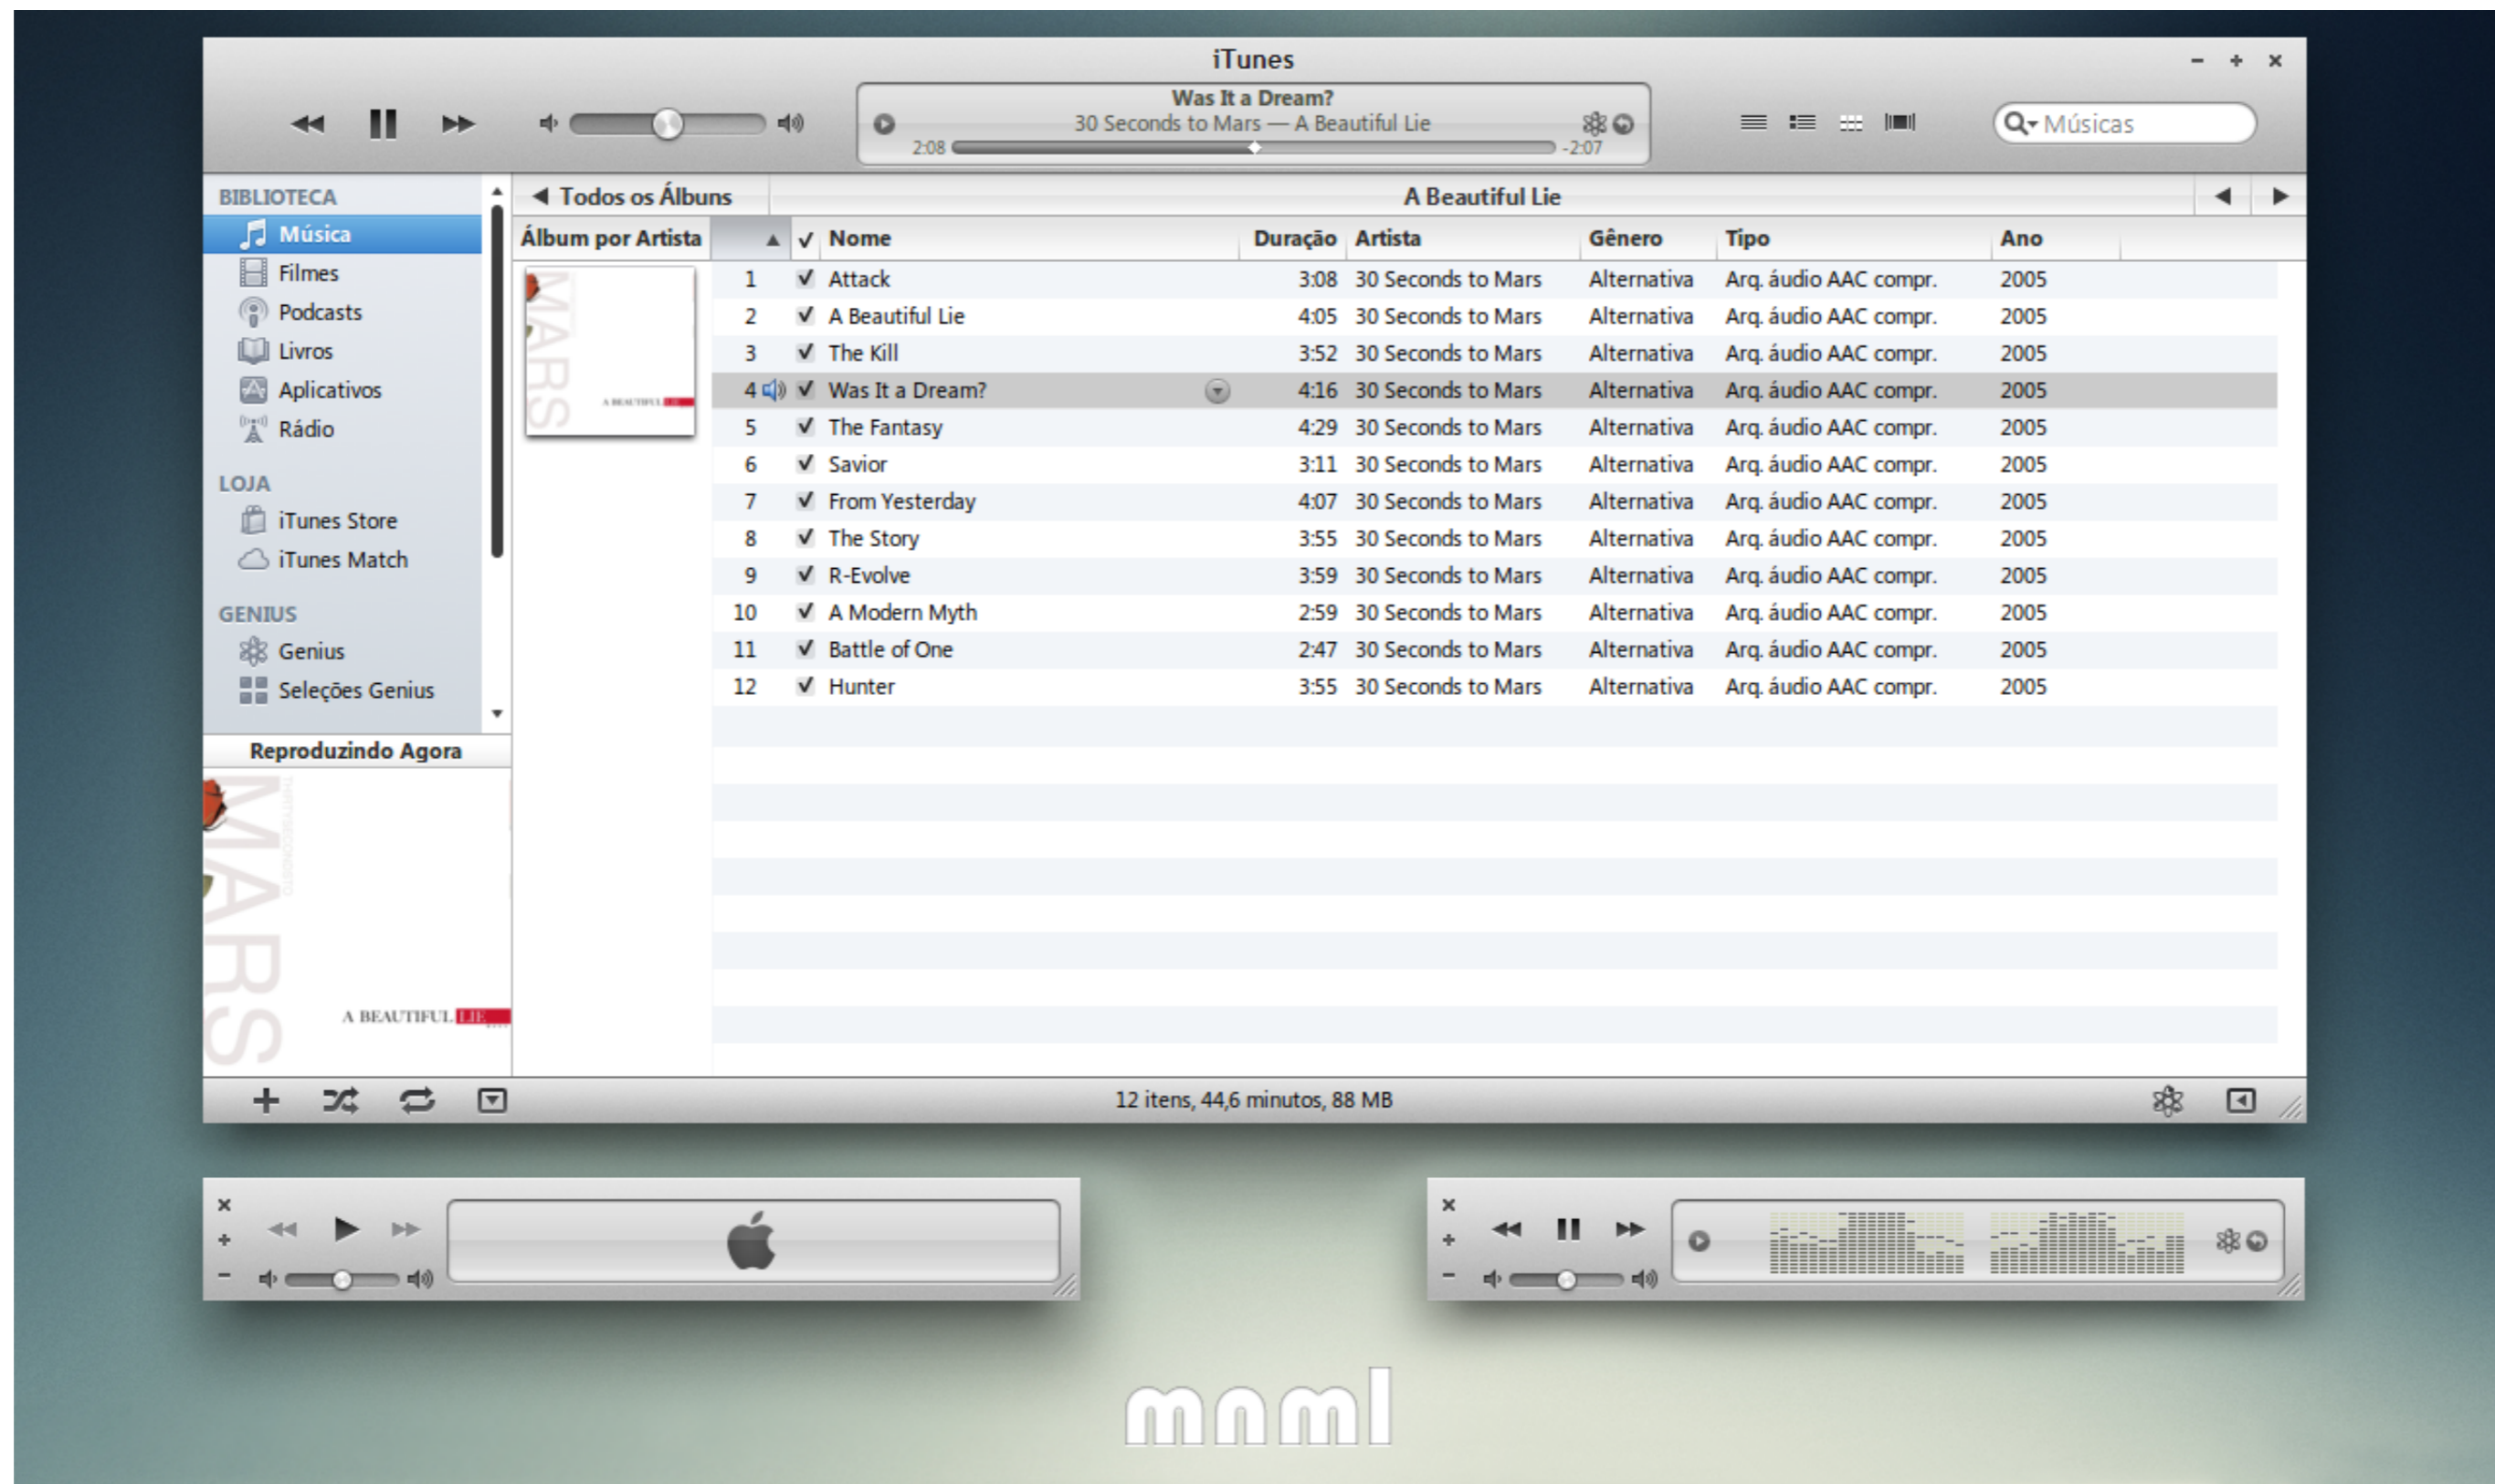 iTunes
Was It a Dream?
30 Seconds to Mars — A Beautiful Lie
2:08 -2:07
Músicas
BIBLIOTECA
Música
Filmes
Podcasts
Livros
Aplicativos
Rádio
LOJA
iTunes Store
iTunes Match
GENIUS
Genius
Seleções Genius
Reproduzindo Agora
MARS
THIRTYSECONDSTO
A BEAUTIFUL LIE
Todos os Álbuns
A Beautiful Lie
Álbum por Artista
MARS
A BEAUTIFUL LIE
Nome Duração Artista Gênero Tipo Ano
1 Attack 3:08 30 Seconds to Mars Alternativa Arq. áudio AAC compr. 2005
2 A Beautiful Lie 4:05 30 Seconds to Mars Alternativa Arq. áudio AAC compr. 2005
3 The Kill 3:52 30 Seconds to Mars Alternativa Arq. áudio AAC compr. 2005
4 Was It a Dream? 4:16 30 Seconds to Mars Alternativa Arq. áudio AAC compr. 2005
5 The Fantasy 4:29 30 Seconds to Mars Alternativa Arq. áudio AAC compr. 2005
6 Savior 3:11 30 Seconds to Mars Alternativa Arq. áudio AAC compr. 2005
7 From Yesterday 4:07 30 Seconds to Mars Alternativa Arq. áudio AAC compr. 2005
8 The Story 3:55 30 Seconds to Mars Alternativa Arq. áudio AAC compr. 2005
9 R-Evolve 3:59 30 Seconds to Mars Alternativa Arq. áudio AAC compr. 2005
10 A Modern Myth 2:59 30 Seconds to Mars Alternativa Arq. áudio AAC compr. 2005
11 Battle of One 2:47 30 Seconds to Mars Alternativa Arq. áudio AAC compr. 2005
12 Hunter 3:55 30 Seconds to Mars Alternativa Arq. áudio AAC compr. 2005
12 itens, 44,6 minutos, 88 MB
mnml